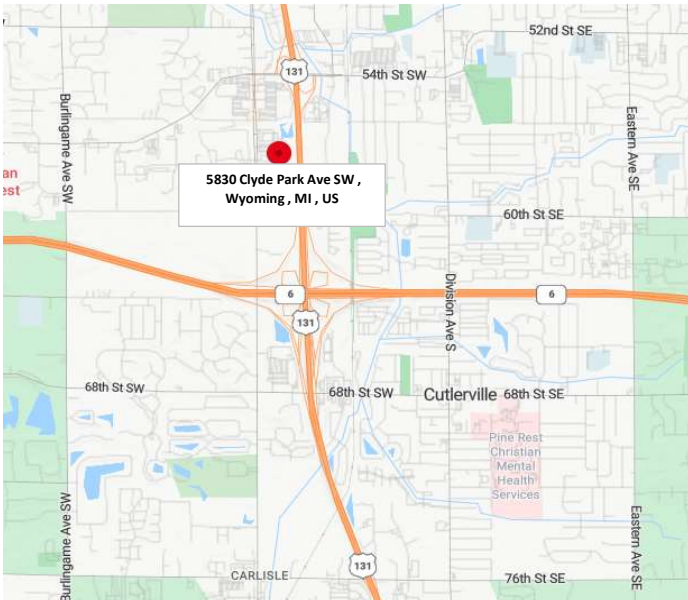 52nd St SE
131
54th St SW
Burlingame Ave SW
Eastern Ave SE
an
est
5830 Clyde Park Ave SW ,
Wyoming , MI , US
60th St SE
6
6
Division Ave S
131
68th St SW
68th St SW
Cutlerville
68th St SE
Pine Rest
Christian
Mental
Health
Services
Burlingame Ave SW
Eastern Ave SE
131
CARLISLE
76th St SE